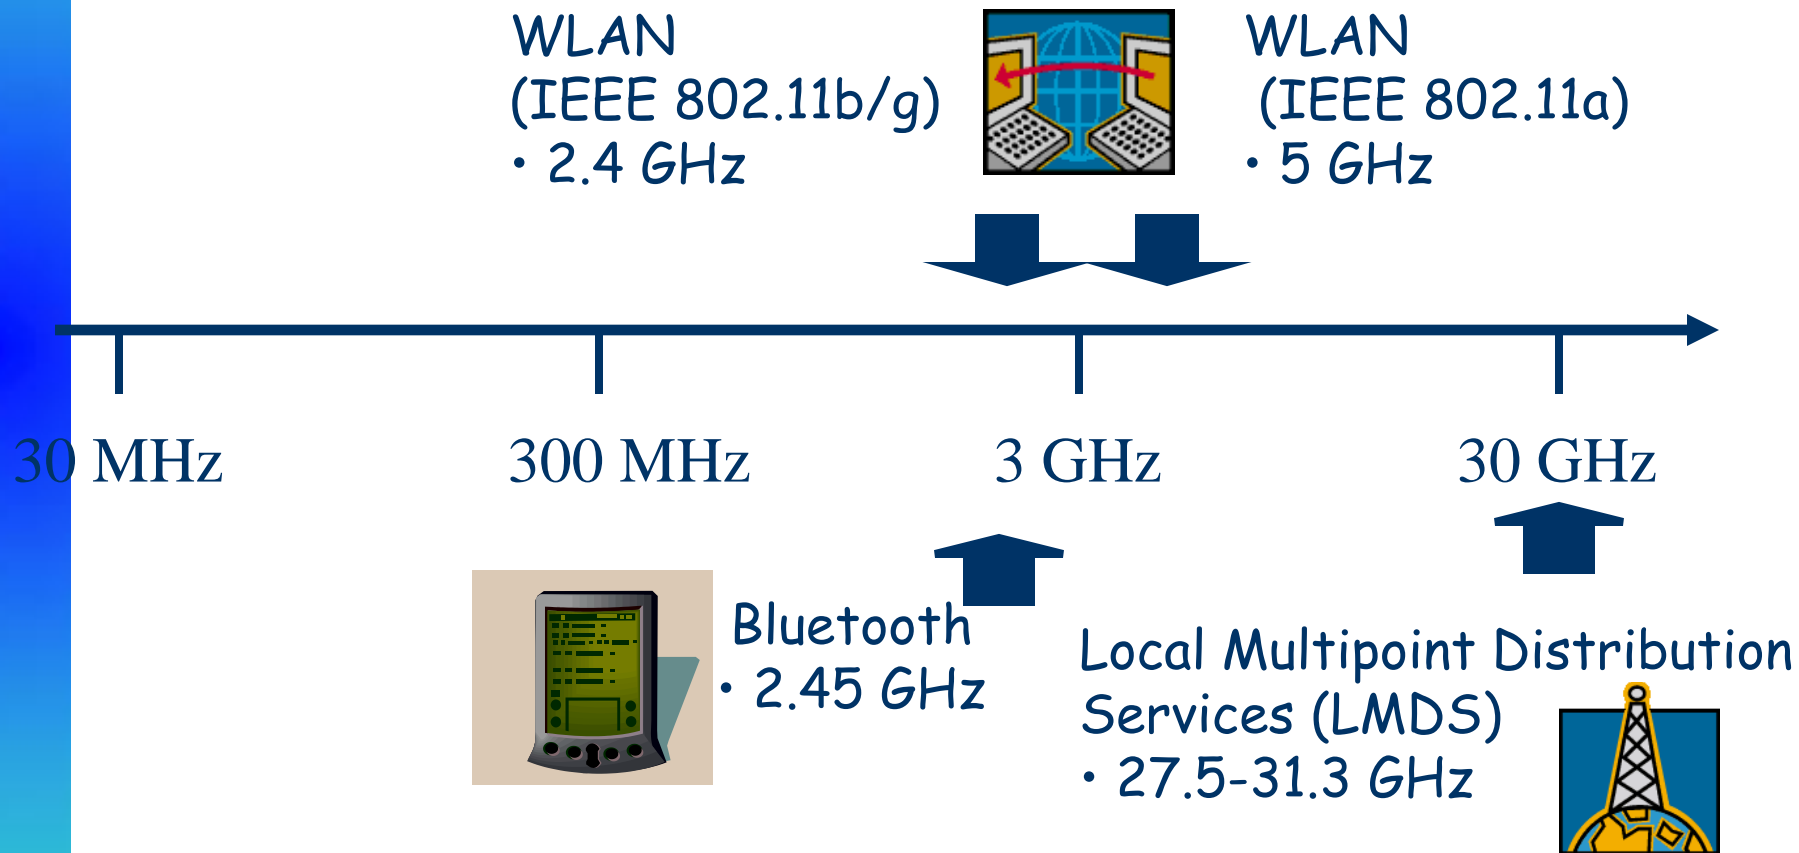 WLAN
(IEEE 802.11b/g)
• 2.4 GHz
WLAN
(IEEE 802.11a)
• 5 GHz
30 MHz
300 MHz
3 GHz
30 GHz
Bluetooth
• 2.45 GHz
Local Multipoint Distribution
Services (LMDS)
• 27.5-31.3 GHz